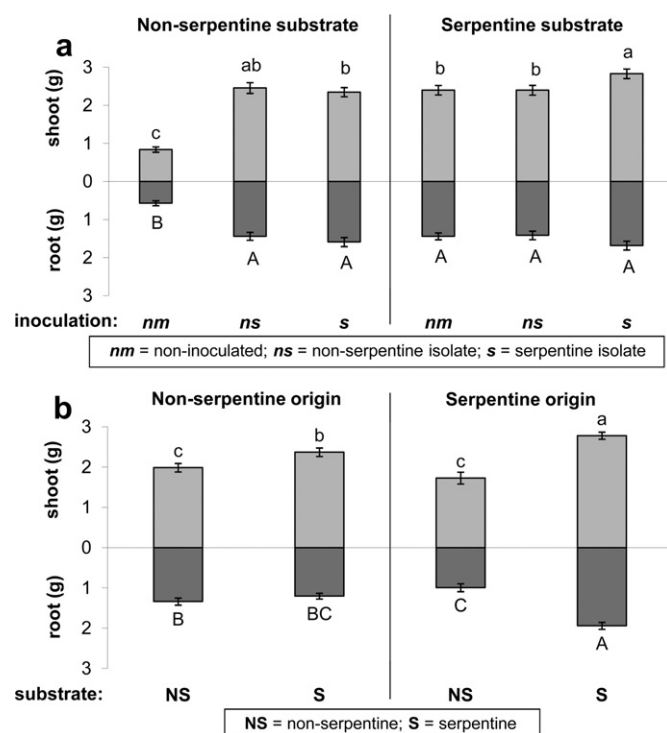 a
Non-serpentine substrate Serpentine substrate
3
2
1
0
1
2
3
shoot (g)
root (g)
c ab b b b a
B A A A A A
inoculation: nm ns s nm ns s
nm = non-inoculated; ns = non-serpentine isolate; s = serpentine isolate
b
Non-serpentine origin Serpentine origin
3
2
1
0
1
2
3
shoot (g)
root (g)
c b c a
B BC C A
substrate: NS S NS S
NS = non-serpentine; S = serpentine